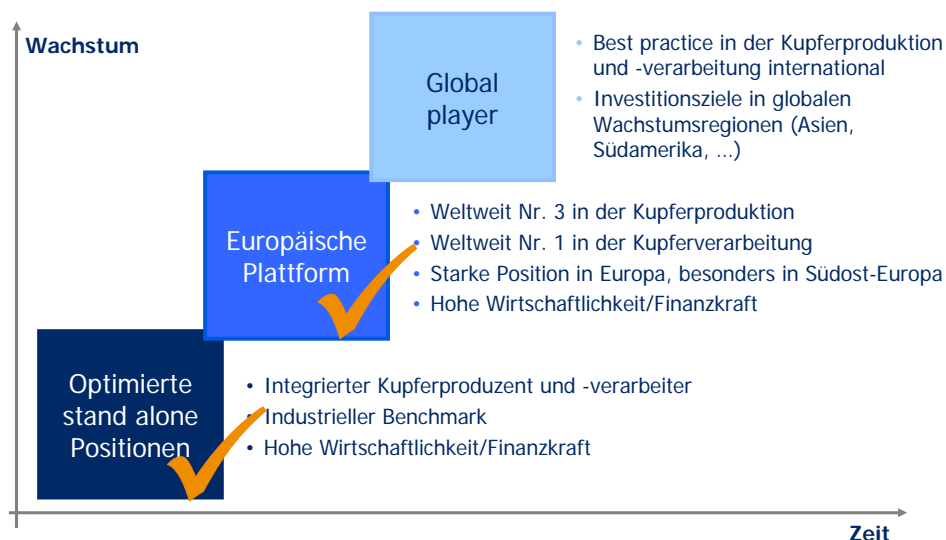 Wachstum
Global
player
• Best practice in der Kupferproduktion
und -verarbeitung international
• Investitionsziele in globalen
Wachstumsregionen (Asien,
Südamerika, ...)
Europäische
Plattform
• Weltweit Nr. 3 in der Kupferproduktion
• Weltweit Nr. 1 in der Kupferverarbeitung
• Starke Position in Europa, besonders in Südost-Europa
• Hohe Wirtschaftlichkeit/Finanzkraft
Optimierte
stand alone
Positionen
• Integrierter Kupferproduzent und -verarbeiter
• Industrieller Benchmark
• Hohe Wirtschaftlichkeit/Finanzkraft
Zeit